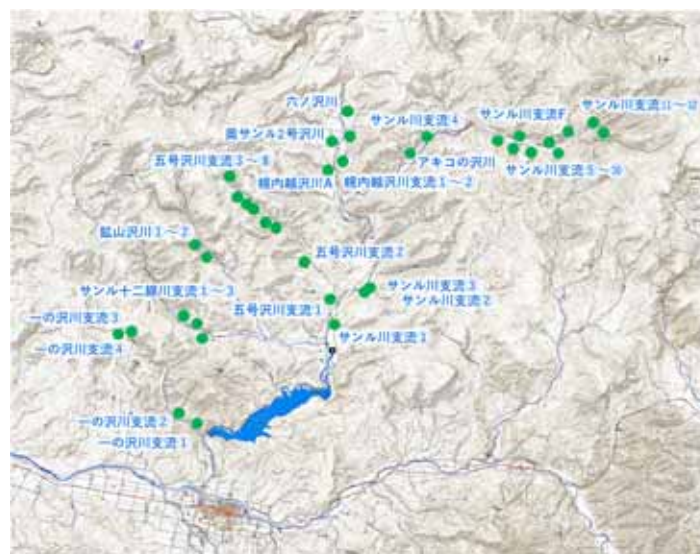 六ノ沢川
サンル川支流4
サンル川支流F
サンル川支流⑪~⑫
奥サンル2号沢川
五号沢川支流3~8
アキコの沢川
サンル川支流⑤~⑩
幌内越沢川A
幌内越沢川支流1~2
鉱山沢川1~2
五号沢川支流2
サンル十二線川支流1~3
サンル川支流3
サンル川支流2
一の沢川支流3
五号沢川支流1
サンル川支流1
一の沢川支流4
一の沢川支流2
一の沢川支流1